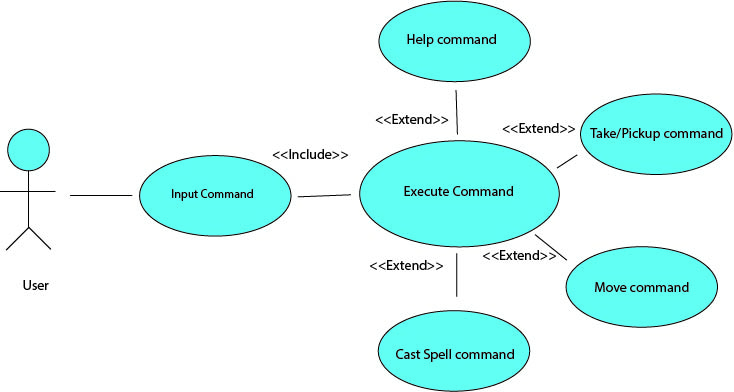 Help command
<<Extend>>
<<Extend>>
Take/Pickup command
<<Include>>
Input Command
Execute Command
<<Extend>>
<<Extend>>
User
Move command
Cast Spell command